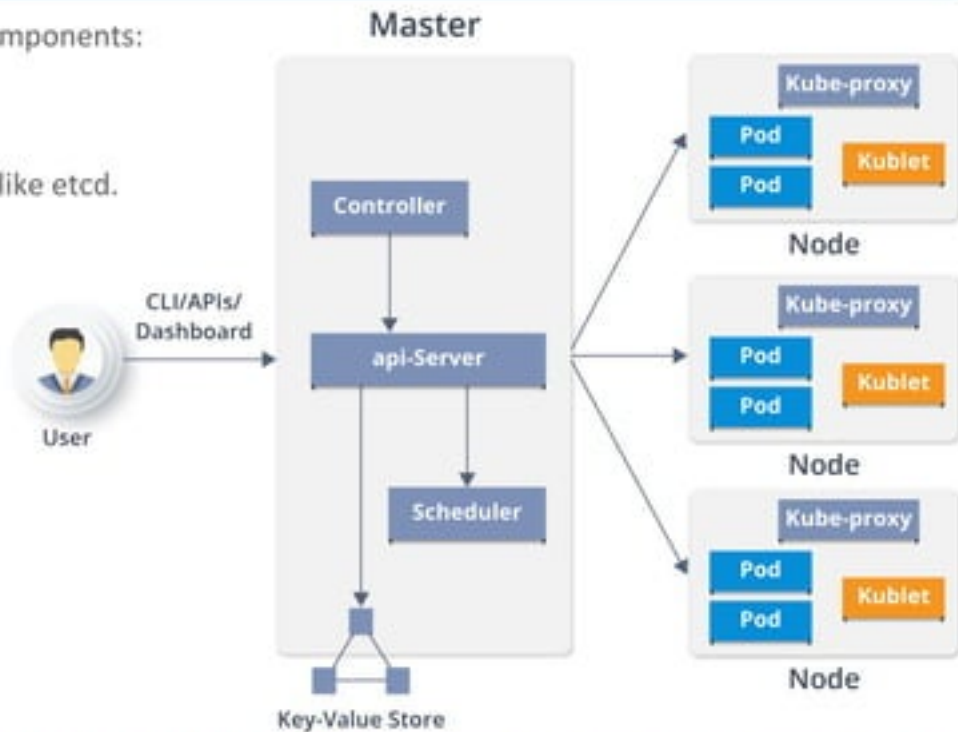 mponents:
like etcd.
Master
Controller
api-Server
Scheduler
Key-Value Store
CLI/APIs/
Dashboard
User
Kube-proxy
Pod
Pod
Kublet
Node
Kube-proxy
Pod
Pod
Kublet
Node
Kube-proxy
Pod
Pod
Kublet
Node